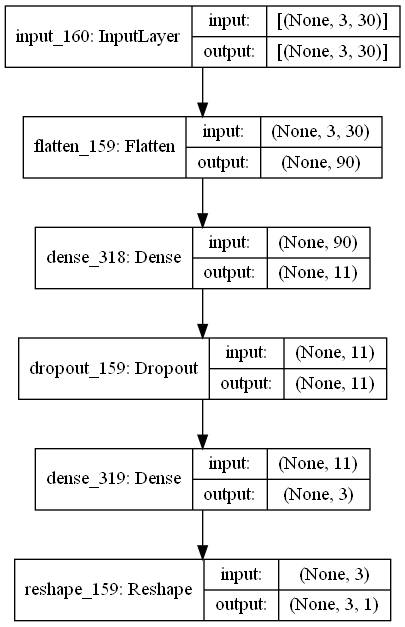 input_160: InputLayer
input: [(None, 3, 30)]
output: [(None, 3, 30)]
flatten_159: Flatten
input: (None, 3, 30)
output: (None, 90)
dense_318: Dense
input: (None, 90)
output: (None, 11)
dropout_159: Dropout
input: (None, 11)
output: (None, 11)
dense_319: Dense
input: (None, 11)
output: (None, 3)
reshape_159: Reshape
input: (None, 3)
output: (None, 3, 1)